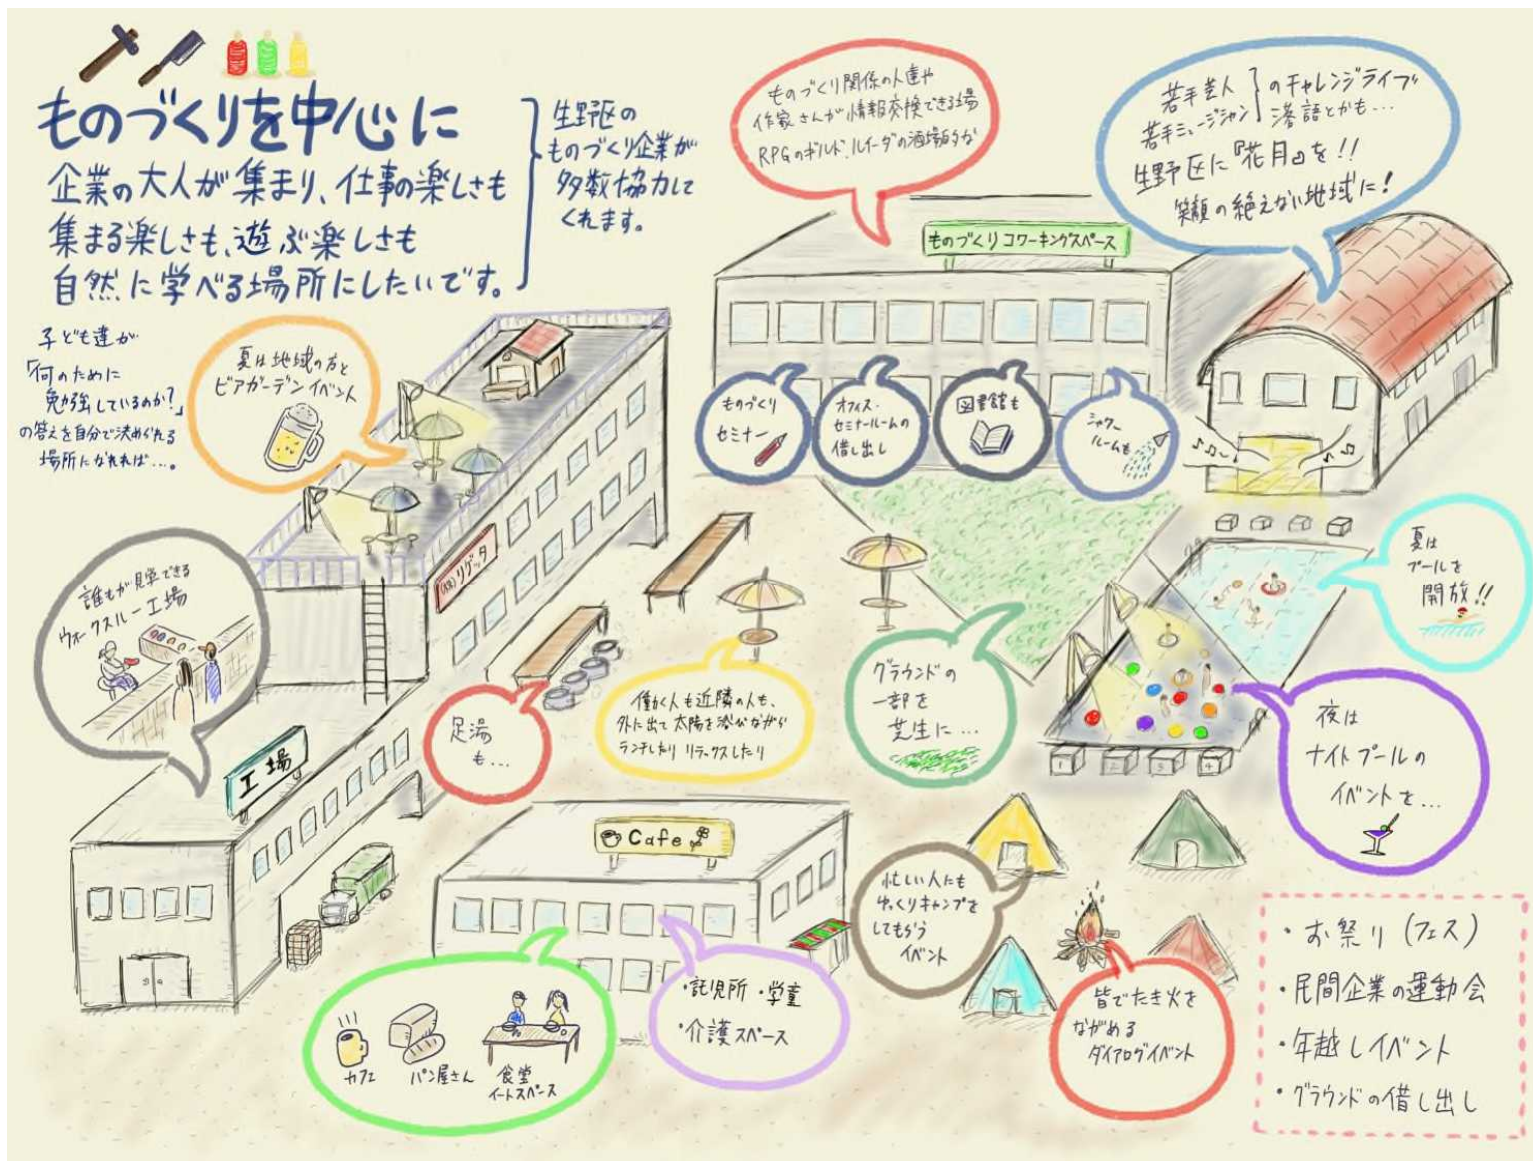 ものづくりを中心に
企業の大人が集まり、仕事の楽しさも
集まる楽しさも、遊ぶ楽しさも
自然に学べる場所にしたいです。
生野区の
ものづくり企業が
多数協力して
くれます。
子ども達が
「何のために
勉強しているのか?」
の答えを自分で決められる
場所になれれば…。
夏は地域の方と
ビアガーデンイベント
ものづくり関係の人達や
作家さんが情報交換できる場
RPGのギルド、ルイーダの酒場的な
若手芸人
若手ミュージシャン
のチャレンジライブ
落語とかも…
生野区に『花月』を!!
笑顔の絶えない地域に!
ものづくりコワーキングスペース
ものづくり
セミナー
オフィス・
セミナールームの
借し出し
図書館も
シャワー
ルームも
誰もが見学できる
ウォークスルー工場
(株)リゲッタ
工場
足湯
も…
働く人も近隣の人も、
外に出て太陽を浴びながら
ランチしたりリラックスしたり
グラウンドの
一部を
芝生に…
夏は
プールを
開放!!
夜は
ナイトプールの
イベントを…
1
2
3
4
Cafe
カフェ
パン屋さん
食堂
イートスペース
・託児所・学童
・介護スペース
忙しい人にも
ゆっくりキャンプを
してもらう
イベント
皆でたき火を
ながめる
ダイアログイベント
・お祭り(フェス)
・民間企業の運動会
・年越しイベント
・グラウンドの借し出し